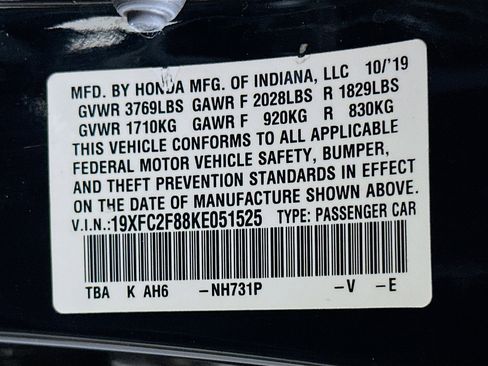 MFD. BY HONDA MFG. OF INDIANA, LLC 10/'19
GVWR 3769LBS GAWR F 2028LBS R 1829LBS
GVWR 1710KG GAWR F 920KG R 830KG
THIS VEHICLE CONFORMS TO ALL APPLICABLE
FEDERAL MOTOR VEHICLE SAFETY, BUMPER,
AND THEFT PREVENTION STANDARDS IN EFFECT
ON THE DATE OF MANUFACTURE SHOWN ABOVE.
V.I.N.:19XFC2F88KE051525 TYPE: PASSENGER CAR
TBA K AH6 -NH731P -V -E